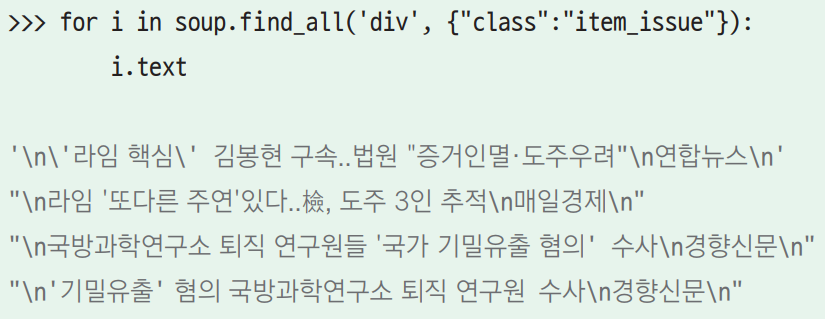 >>> for i in soup.find_all('div', {"class":"item_issue"}):
        i.text
'\n\'라임 핵심\' 김봉현 구속..법원 "증거인멸·도주우려"\n연합뉴스\n'
"\n라임 '또다른 주연'있다..檢, 도주 3인 추적\n매일경제\n"
"\n국방과학연구소 퇴직 연구원들 '국가 기밀유출 혐의' 수사\n경향신문\n"
"\n'기밀유출' 혐의 국방과학연구소 퇴직 연구원 수사\n경향신문\n"